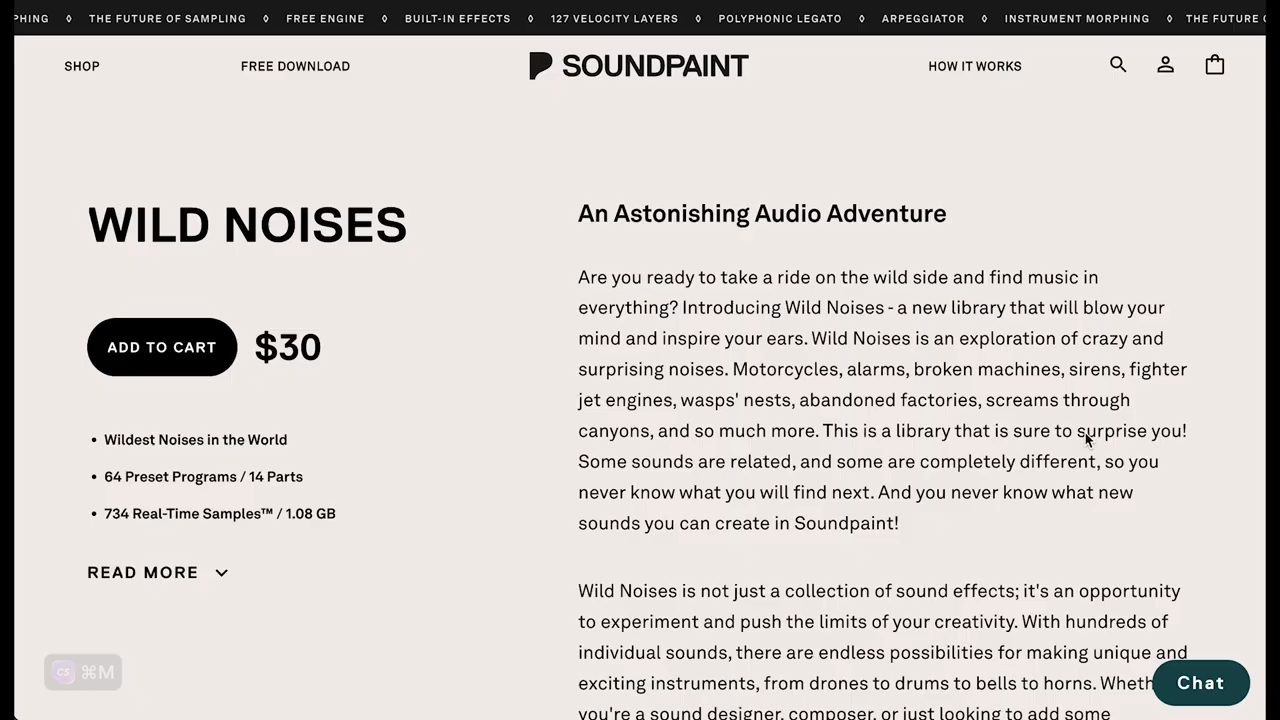 PHING ◊ THE FUTURE OF SAMPLING ◊ FREE ENGINE ◊ BUILT-IN EFFECTS ◊ 127 VELOCITY LAYERS ◊ POLYPHONIC LEGATO ◊ ARPEGGIATOR ◊ INSTRUMENT MORPHING ◊ THE FUTURE
SHOP
FREE DOWNLOAD
SOUNDPAINT
HOW IT WORKS
WILD NOISES
ADD TO CART
$30
• Wildest Noises in the World
• 64 Preset Programs / 14 Parts
• 734 Real-Time Samples™ / 1.08 GB
READ MORE
An Astonishing Audio Adventure
Are you ready to take a ride on the wild side and find music in
everything? Introducing Wild Noises - a new library that will blow your
mind and inspire your ears. Wild Noises is an exploration of crazy and
surprising noises. Motorcycles, alarms, broken machines, sirens, fighter
jet engines, wasps' nests, abandoned factories, screams through
canyons, and so much more. This is a library that is sure to surprise you!
Some sounds are related, and some are completely different, so you
never know what you will find next. And you never know what new
sounds you can create in Soundpaint!
Wild Noises is not just a collection of sound effects; it's an opportunity
to experiment and push the limits of your creativity. With hundreds of
individual sounds, there are endless possibilities for making unique and
exciting instruments, from drones to drums to bells to horns. Wheth
you're a sound designer, composer, or just looking to add some
CS ⌘M
Chat